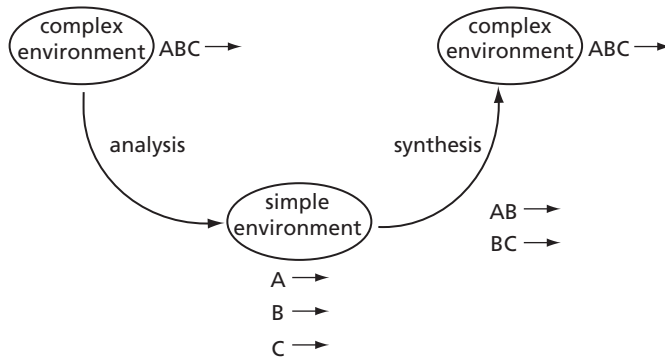 complex
environment
ABC
analysis
simple
environment
A
B
C
synthesis
AB
BC
complex
environment
ABC